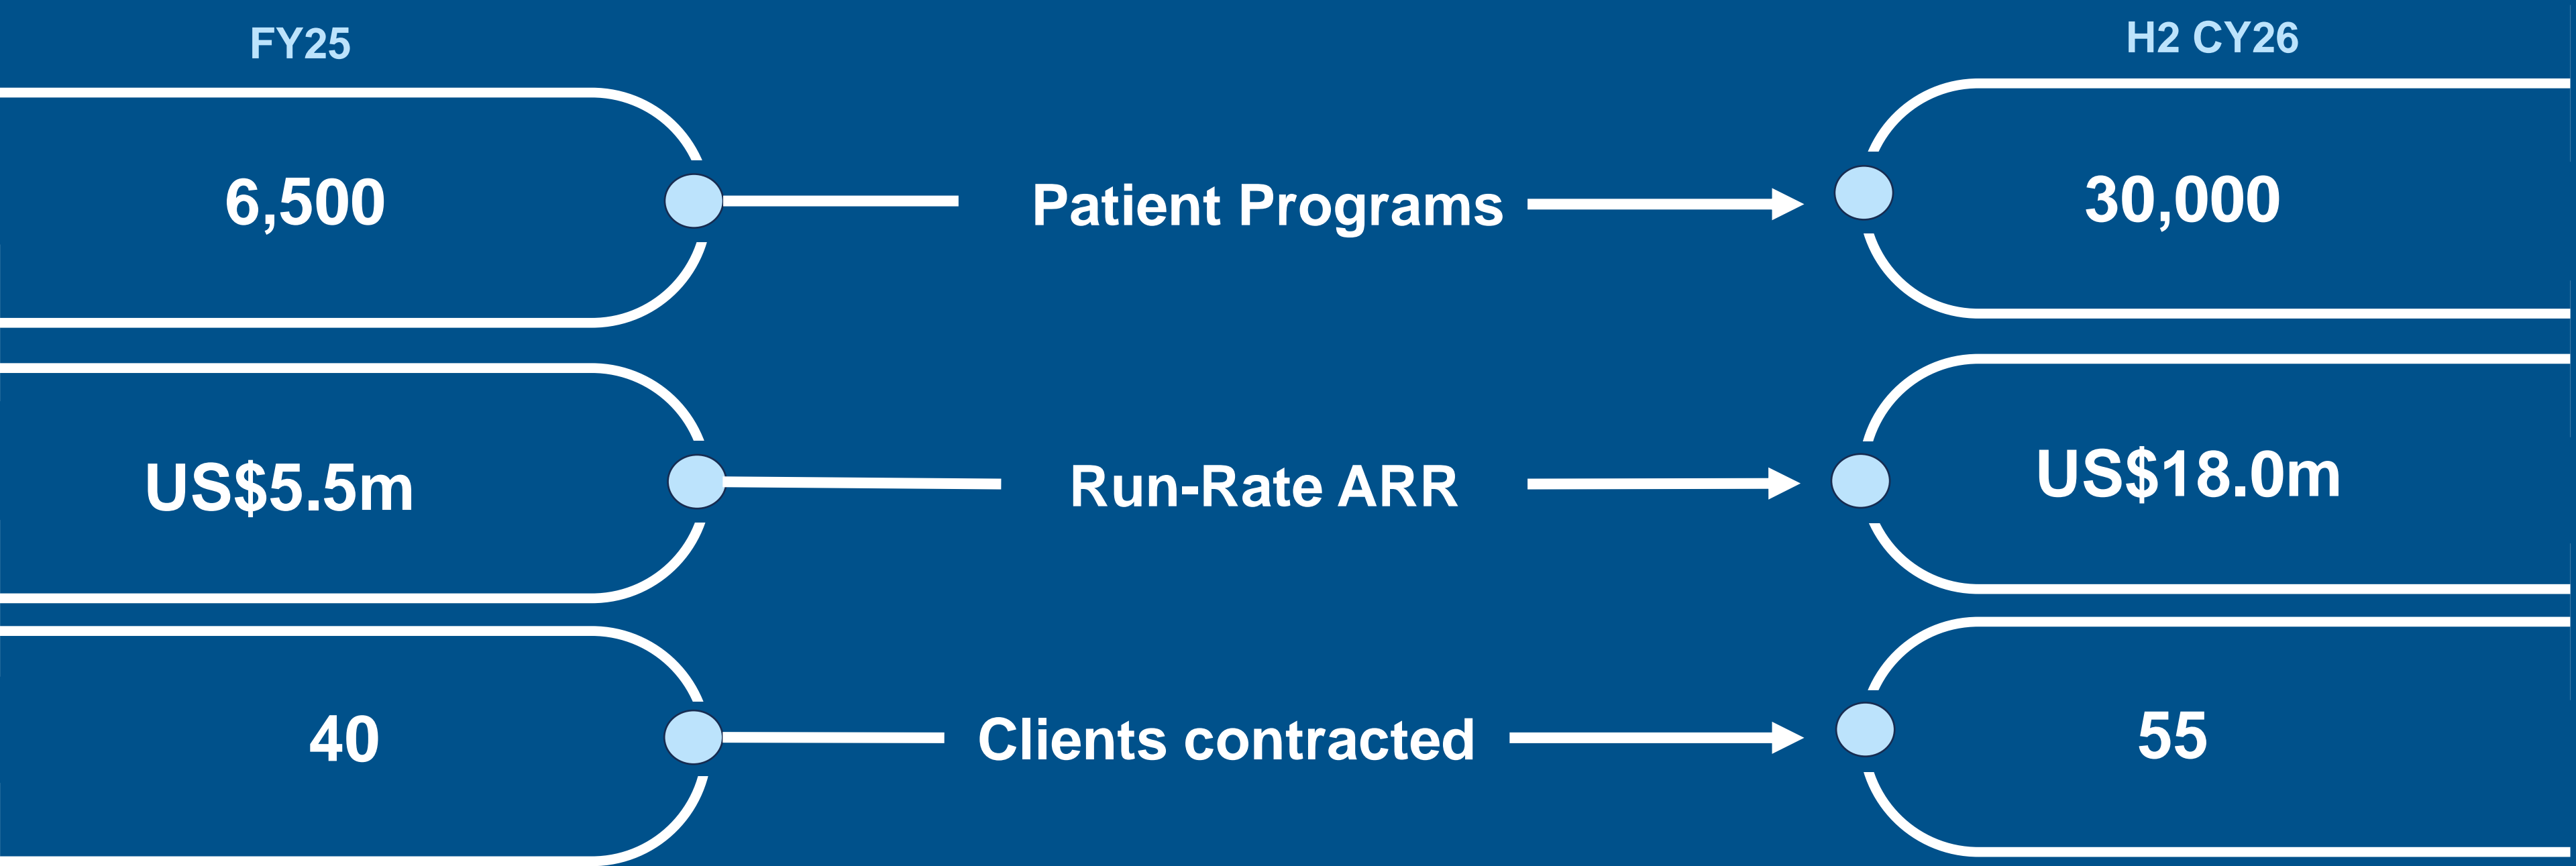 FY25
H2 CY26
6,500
Patient Programs
30,000
US$5.5m
Run-Rate ARR
US$18.0m
40
Clients contracted
55